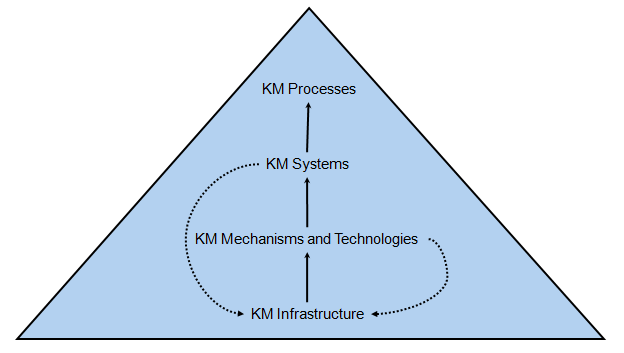 KM Processes
KM Systems
KM Mechanisms and Technologies
KM Infrastructure